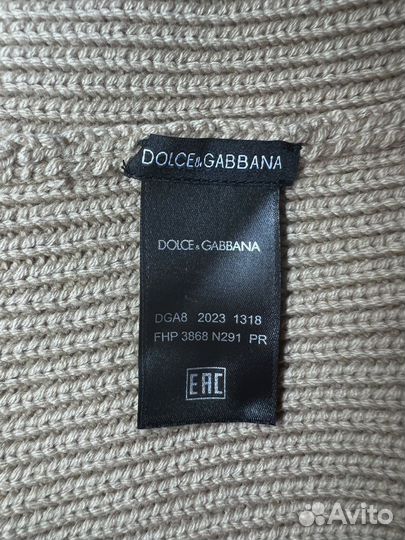 DOLCE&GABBANA
DOLCE & GABBANA
DGA8 2023 1318
FHP 3868 N291 PR
EAC
Avito